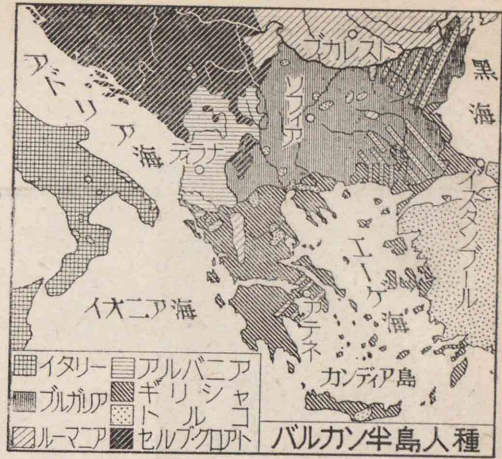 ブカレスト
黒海
アドリア海
ソフィア
ティラナ
イスタンブール
エーゲ海
イオニア海
アテネ
カンディア島
イタリー
アルバニア
ブルガリア
ギリシャ
トルコ
ルーマニア
セルブ・クロアト
バルカン半島人種